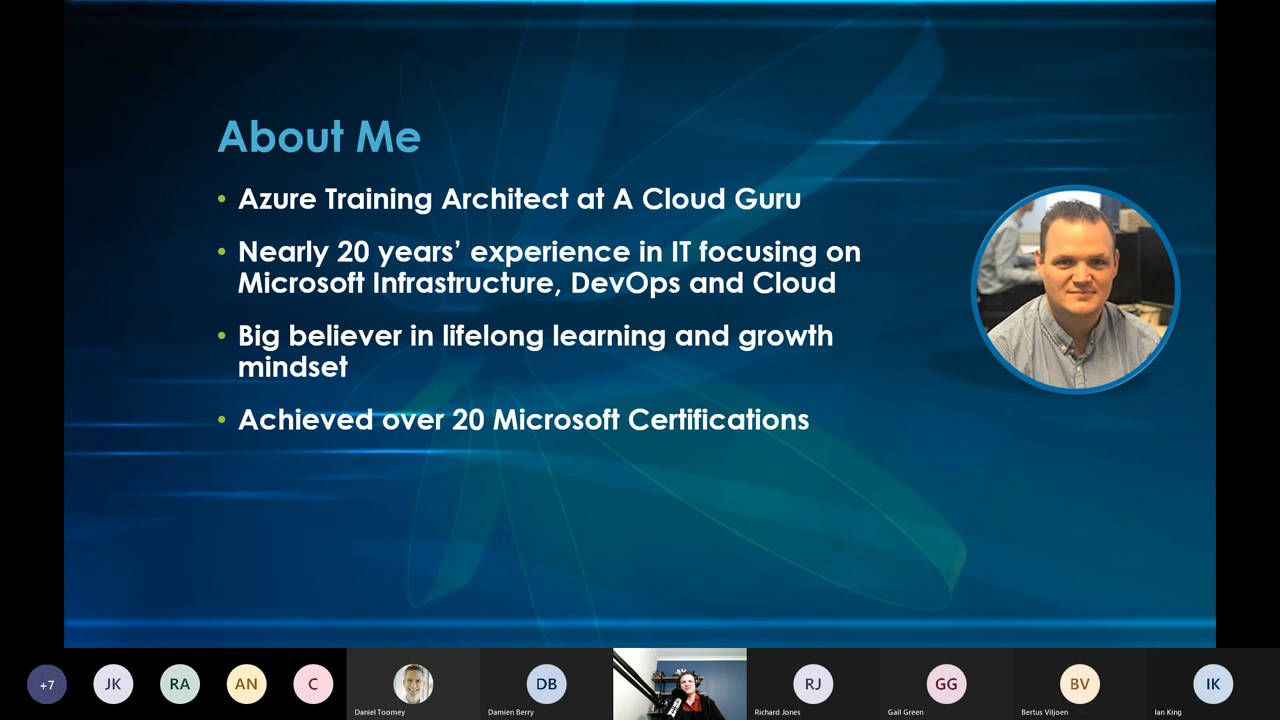 About Me
• Azure Training Architect at A Cloud Guru
• Nearly 20 years’ experience in IT focusing on
Microsoft Infrastructure, DevOps and Cloud
• Big believer in lifelong learning and growth
mindset
• Achieved over 20 Microsoft Certifications
+7
JK
RA
AN
C
Daniel Toomey
DB
Damien Berry
RJ
Richard Jones
GG
Gail Green
BV
Bertus Viljoen
IK
Ian King